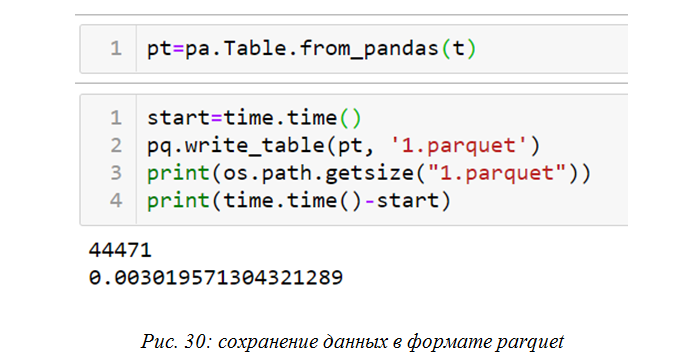 1 pt=pa.Table.from_pandas(t)
1 start=time.time()
2 pq.write_table(pt, '1.parquet')
3 print(os.path.getsize("1.parquet"))
4 print(time.time()-start)
44471
0.003019571304321289
Рис. 30: сохранение данных в формате parquet